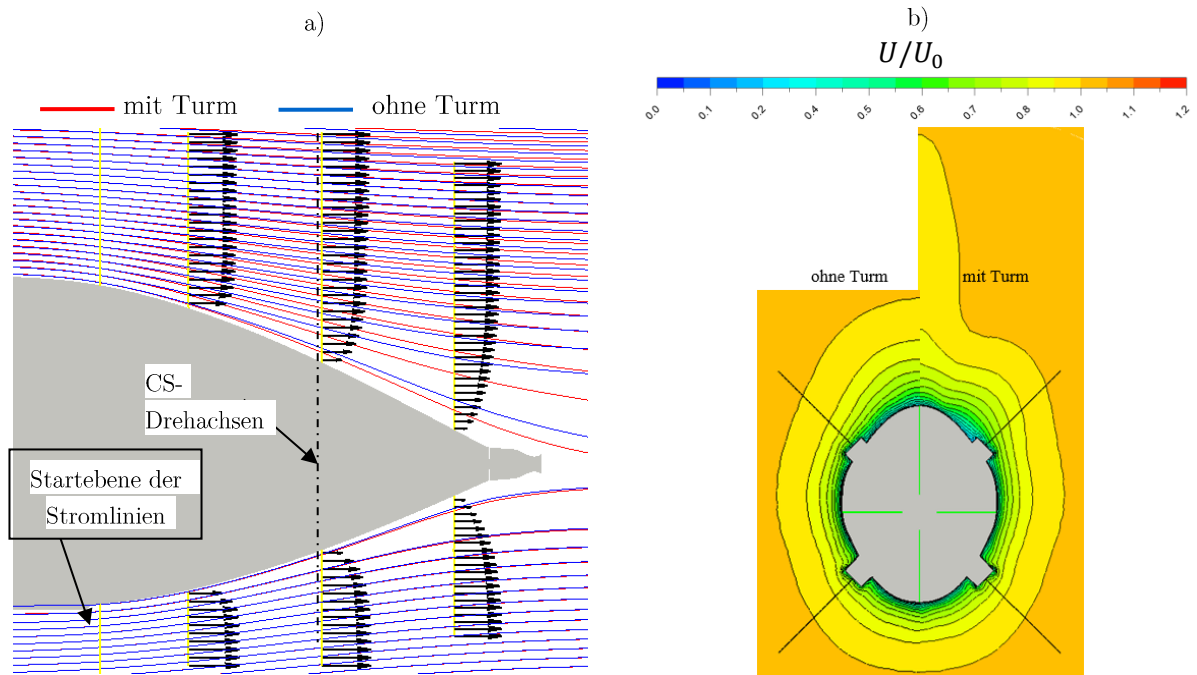 a)
mit Turm
ohne Turm
CS-
Drehachsen
Startebene der
Stromlinien
b)
U/U₀
0.0 0.1 0.2 0.4 0.5 0.6 0.7 0.8 0.9 1.0 1.1 1.2
ohne Turm
mit Turm